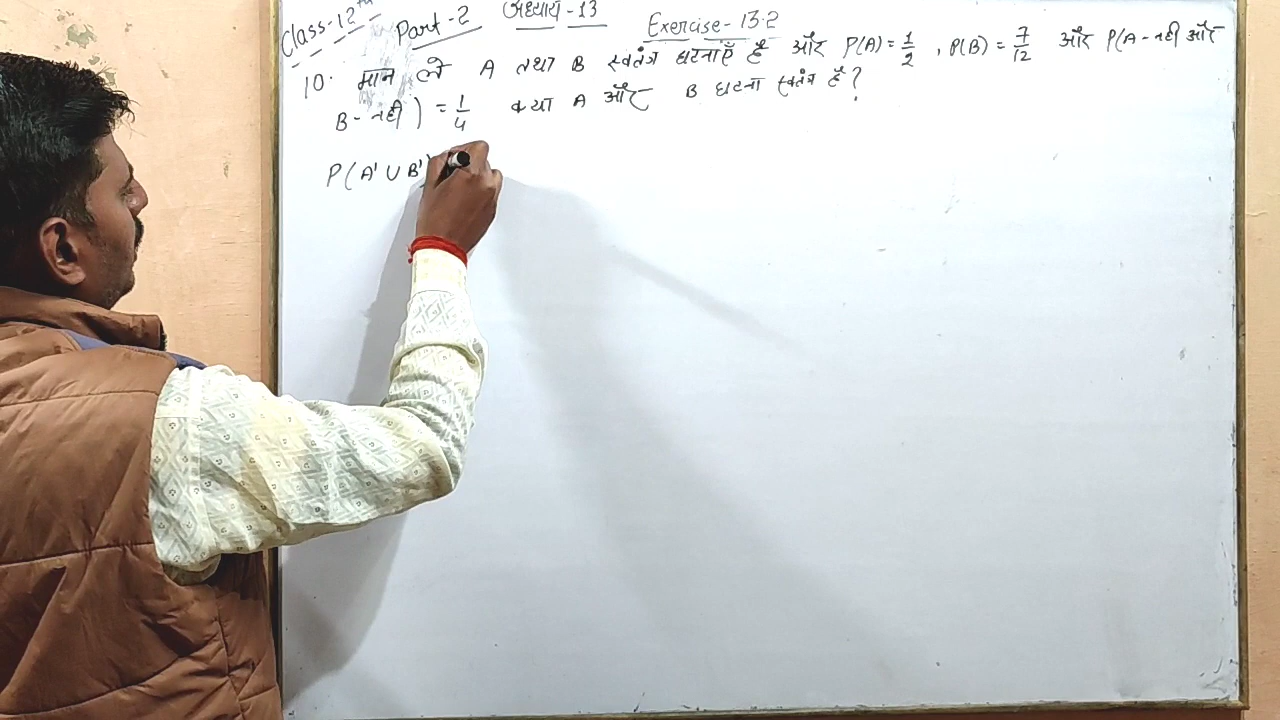 Class-12th Part-2 अध्याय-13 Exercise-13.2
10. मान लो A तथा B स्वतंत्र घटनाएँ हैं और P(A)=1/2 , P(B)=7/12 और P(A-नहीं और
B-नहीं) = 1/4 क्या A और B घटना स्वतंत्र हैं?
P(A' ∪ B')